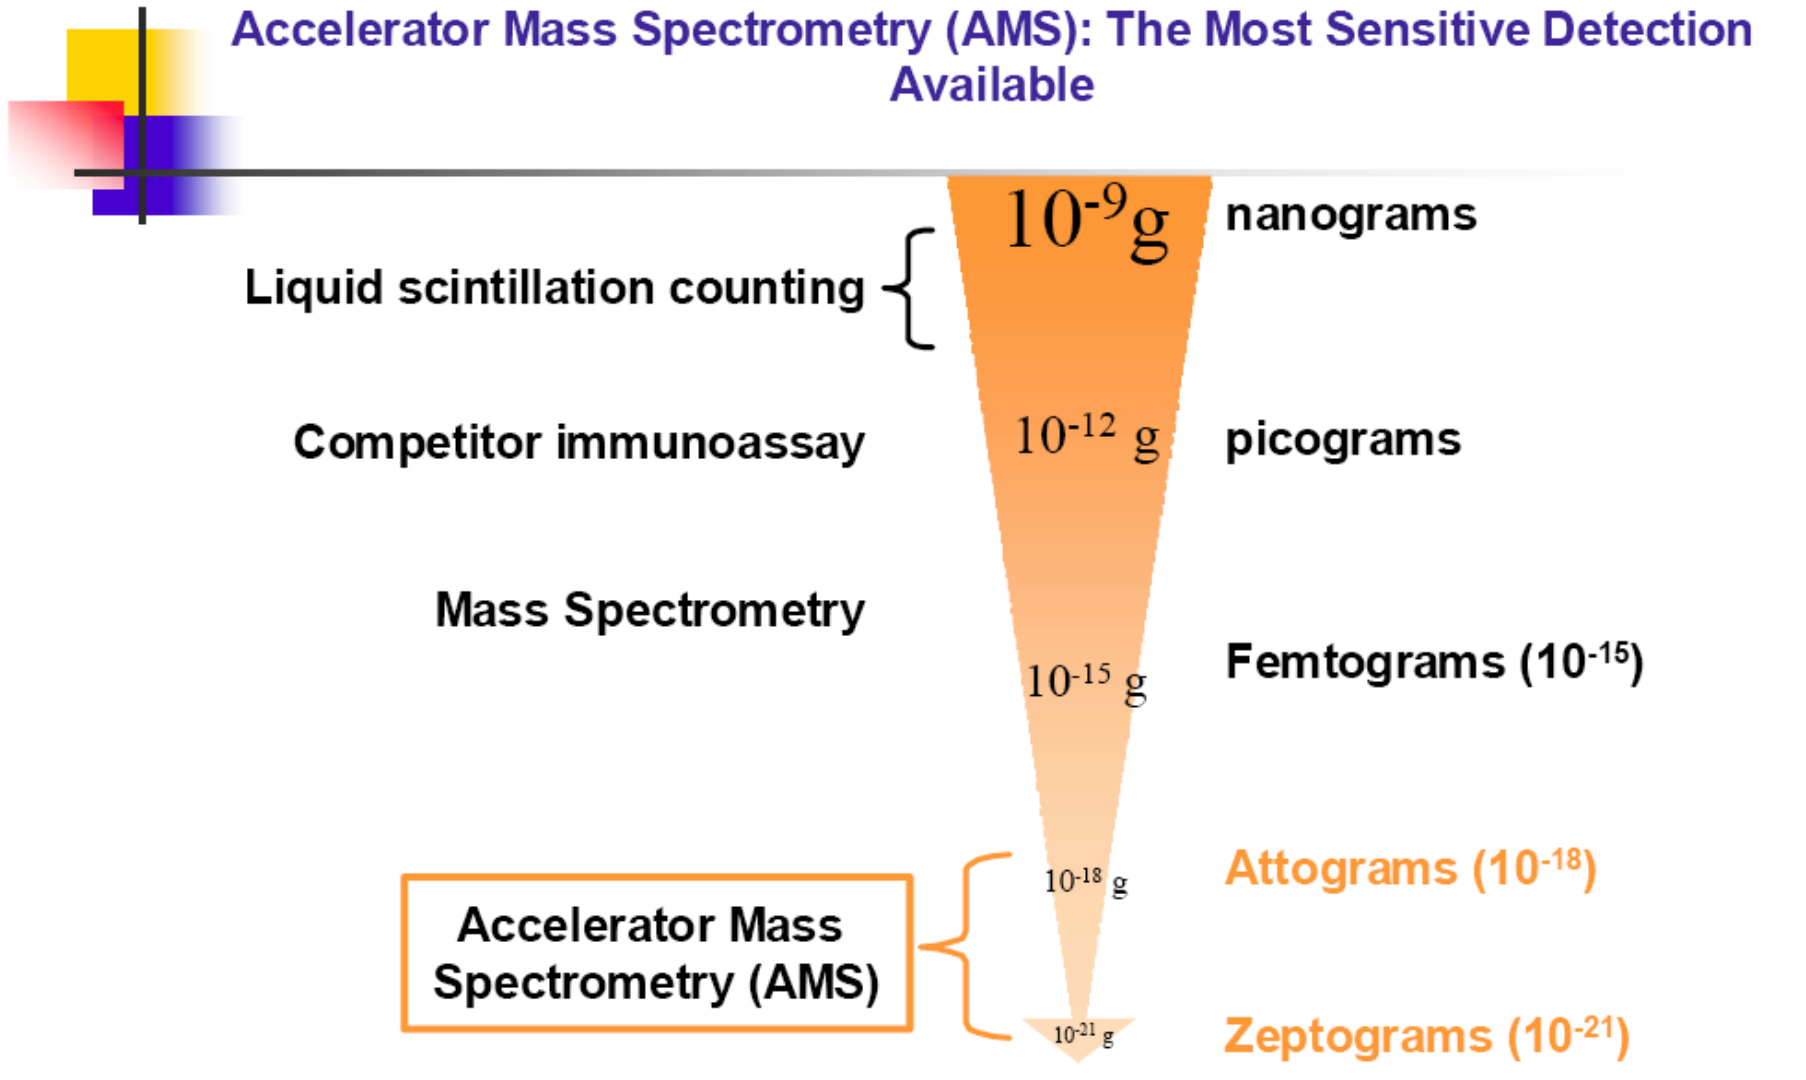 Accelerator Mass Spectrometry (AMS): The Most Sensitive Detection
Available
10⁻⁹g
nanograms
Liquid scintillation counting
Competitor immunoassay
10⁻¹² g
picograms
Mass Spectrometry
10⁻¹⁵ g
Femtograms (10⁻¹⁵)
10⁻¹⁸ g
Attograms (10⁻¹⁸)
Accelerator Mass
Spectrometry (AMS)
10⁻²¹ g
Zeptograms (10⁻²¹)